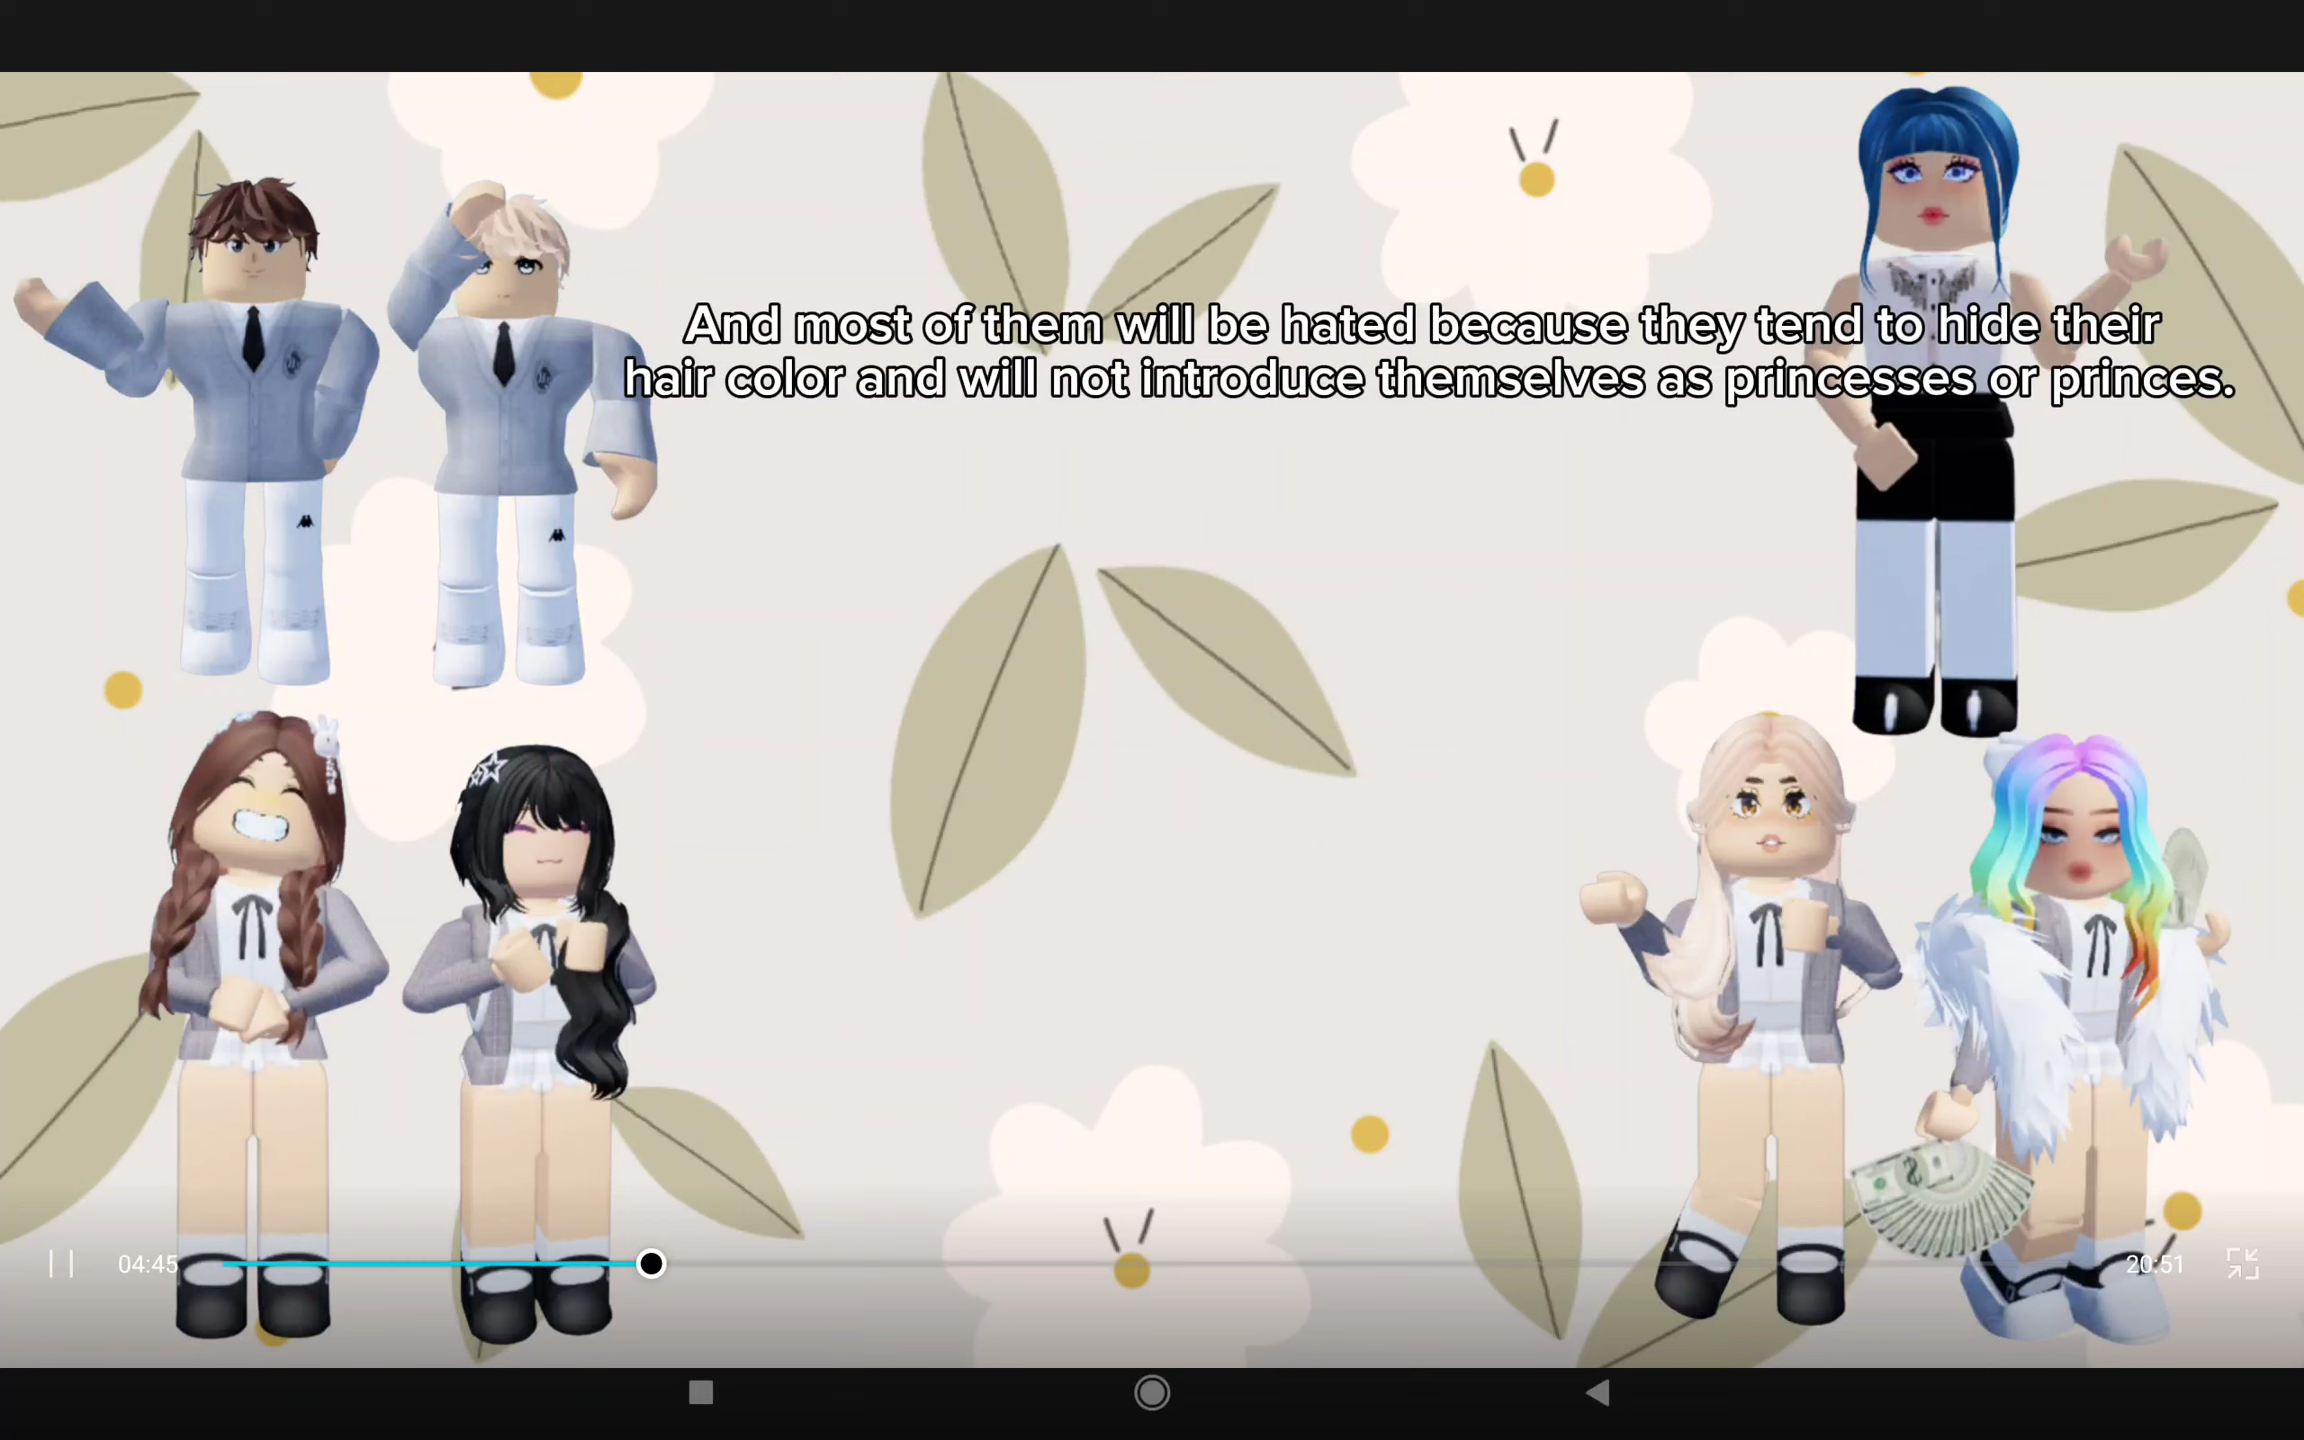 And most of them will be hated because they tend to hide their
hair color and will not introduce themselves as princesses or princes.
04:45
20:51